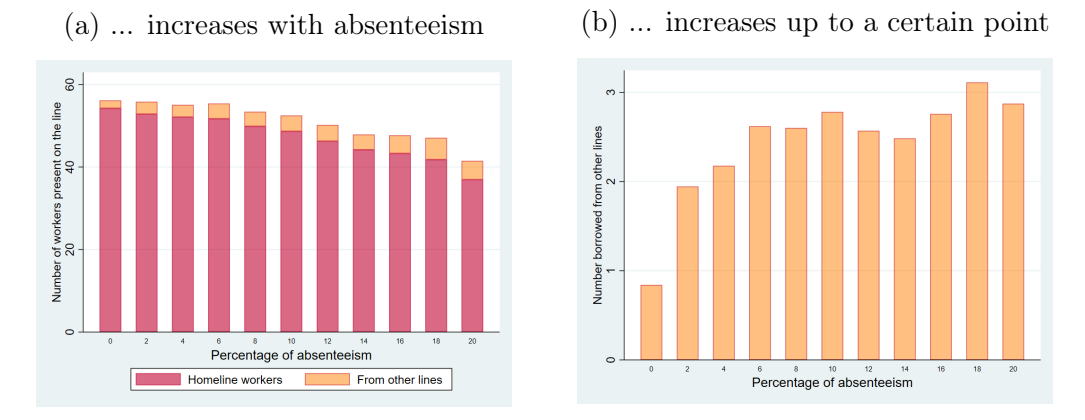 (a) ... increases with absenteeism
Number of workers present on the line
60
40
20
0
0 2 4 6 8 10 12 14 16 18 20
Percentage of absenteeism
Homeline workers From other lines
(b) ... increases up to a certain point
Number borrowed from other lines
3
2
1
0
0 2 4 6 8 10 12 14 16 18 20
Percentage of absenteeism